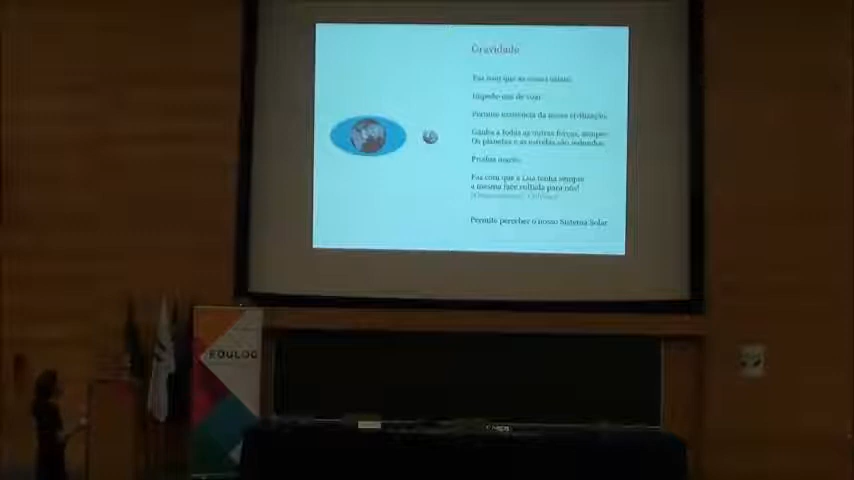 Gravidade
Faz com que as coisas caiam.
Impede-nos de voar.
Permite existência da nossa civilização.
Ganha a todas as outras forças, sempre.
Os planetas e as estrelas são redondos.
Produz marés.
Faz com que a Lua tenha sempre
a mesma face voltada para nós!
Permite perceber o nosso Sistema Solar
EDULOG